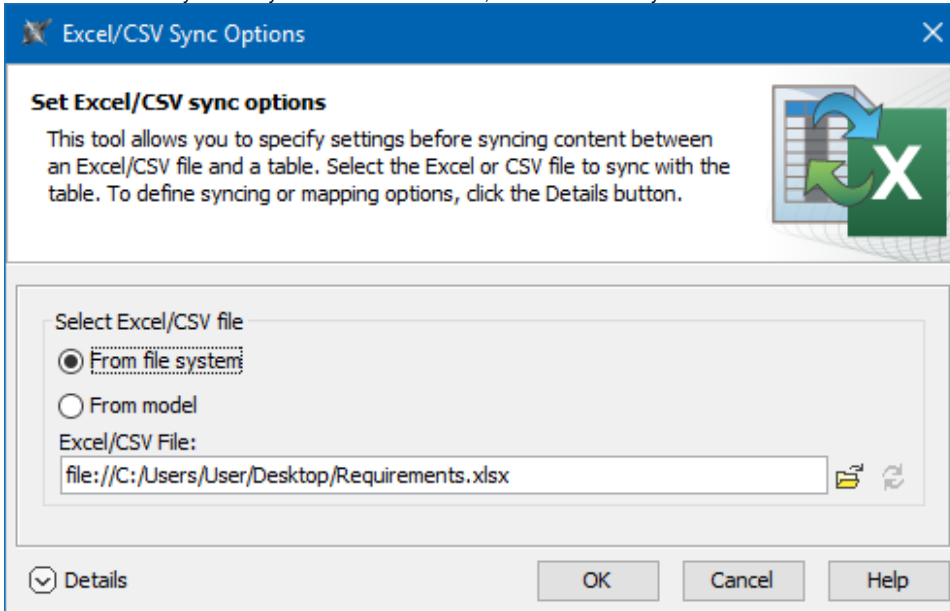 Excel/CSV Sync Options
Set Excel/CSV sync options
This tool allows you to specify settings before syncing content between
an Excel/CSV file and a table. Select the Excel or CSV file to sync with the
table. To define syncing or mapping options, click the Details button.
X
Select Excel/CSV file
From file system
From model
Excel/CSV File:
file://C:/Users/User/Desktop/Requirements.xlsx
Details
OK
Cancel
Help